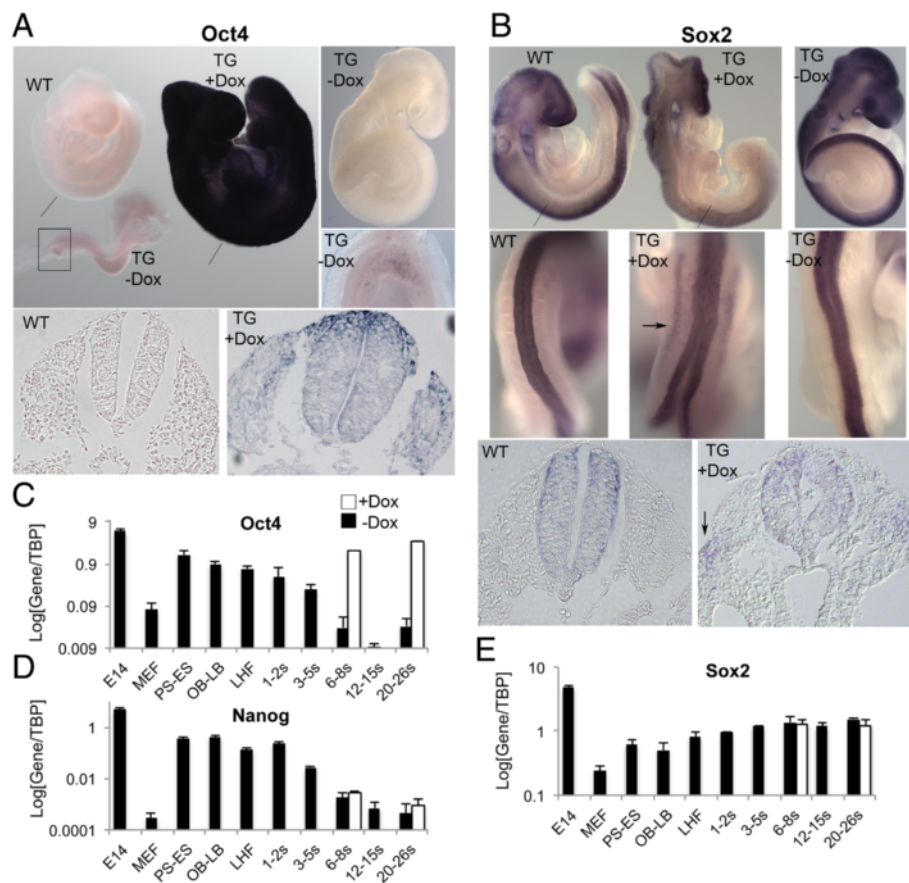 A
Oct4
WT
TG
+Dox
TG
-Dox
TG
-Dox
TG
-Dox
WT
TG
+Dox
B
Sox2
WT
TG
+Dox
TG
-Dox
WT
TG
+Dox
TG
-Dox
WT
TG
+Dox
C
Oct4
+Dox
-Dox
Log[Gene/TBP]
9
0.9
0.09
0.009
E14
MEF
PS-ES
OB-LB
LHF
1-2s
3-5s
6-8s
12-15s
20-26s
D
Nanog
Log[Gene/TBP]
1
0.01
0.0001
E14
MEF
PS-ES
OB-LB
LHF
1-2s
3-5s
6-8s
12-15s
20-26s
E
Sox2
Log[Gene/TBP]
10
1
0.1
E14
MEF
PS-ES
OB-LB
LHF
1-2s
3-5s
6-8s
12-15s
20-26s